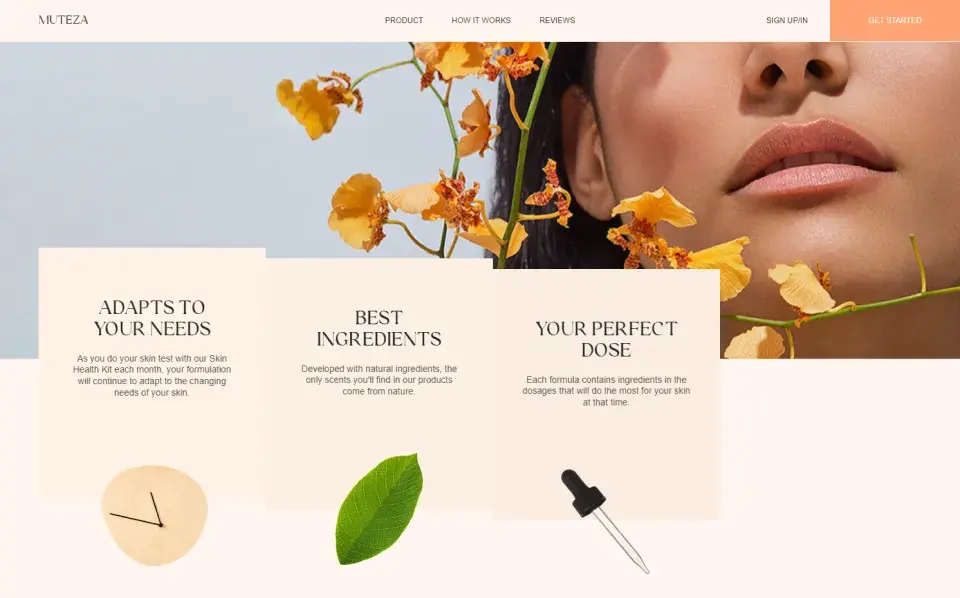 MUTEZA
PRODUCT
HOW IT WORKS
REVIEWS
SIGN UP/IN
GET STARTED
ADAPTS TO
YOUR NEEDS
As you do your skin test with our Skin
Health Kit each month, your formulation
will continue to adapt to the changing
needs of your skin.
BEST
INGREDIENTS
Developed with natural ingredients, the
only scents you'll find in our products
come from nature.
YOUR PERFECT
DOSE
Each formula contains ingredients in the
dosages that will do the most for your skin
at that time.